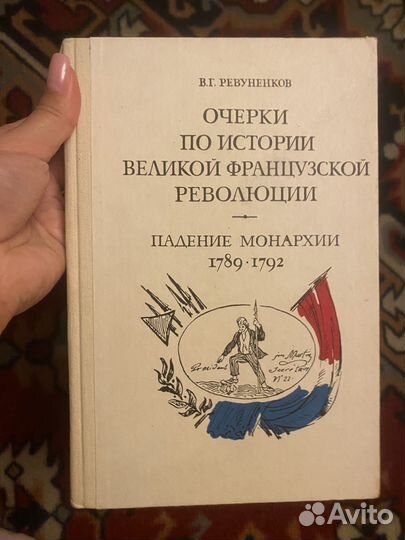 В.Г. РЕВУНЕНКОВ
ОЧЕРКИ
ПО ИСТОРИИ
ВЕЛИКОЙ ФРАНЦУЗСКОЙ
РЕВОЛЮЦИИ
ПАДЕНИЕ МОНАРХИИ
1789·1792
Avito